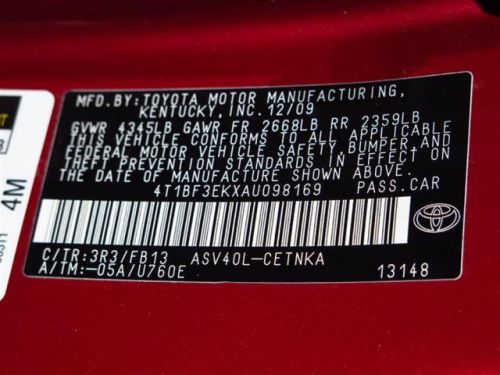 MFD.BY: TOYOTA MOTOR MANUFACTURING,
KENTUCKY, INC. 12/09
GVWR 4345LB GAWR FR 2668LB RR 2359LB
THIS VEHICLE CONFORMS TO ALL APPLICABLE
FEDERAL MOTOR VEHICLE SAFETY, BUMPER, AND
THEFT PREVENTION STANDARDS IN EFFECT ON
THE DATE OF MANUFACTURE SHOWN ABOVE.
4T1BF3EKXAU098169 PASS.CAR
C/TR:3R3/FB13 ASV40L-CETNKA
A/TM:-05A/U760E 13148
TOYOTA
4M